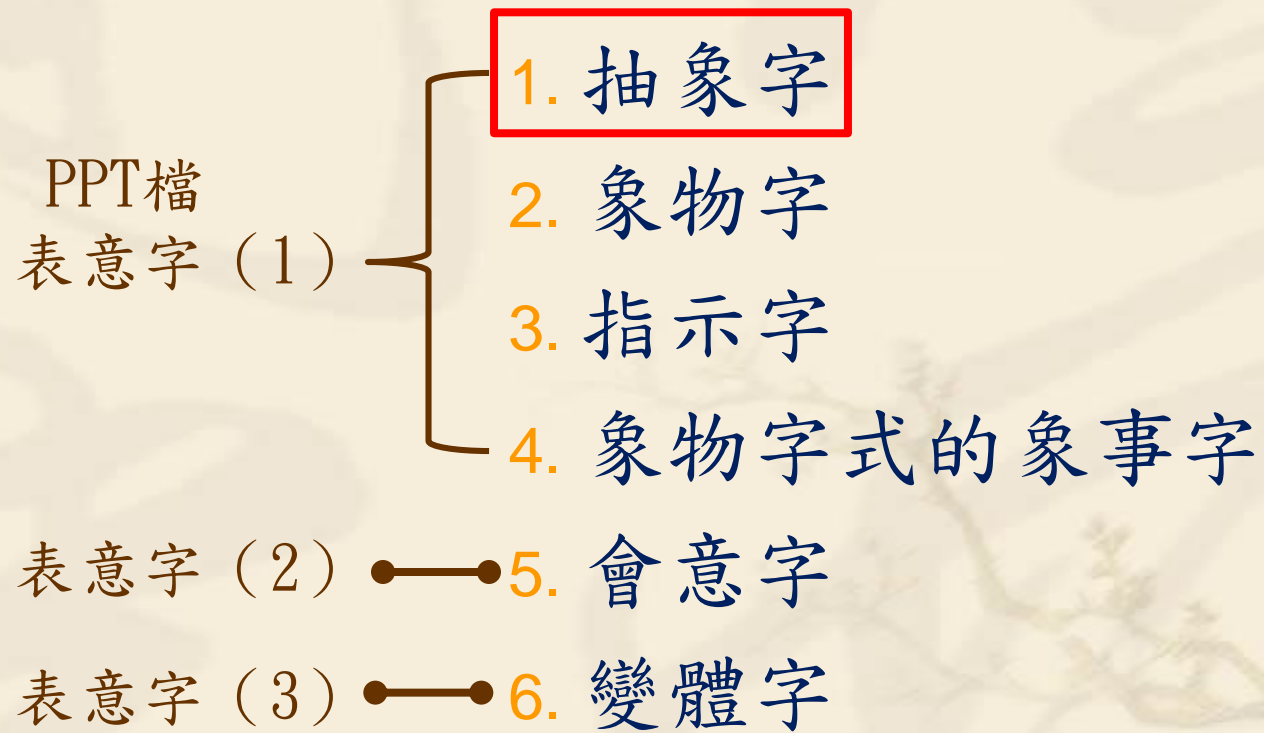 1. 抽象字
PPT檔
表意字（1）
2. 象物字
3. 指示字
4. 象物字式的象事字
表意字（2）
5. 會意字
表意字（3）
6. 變體字